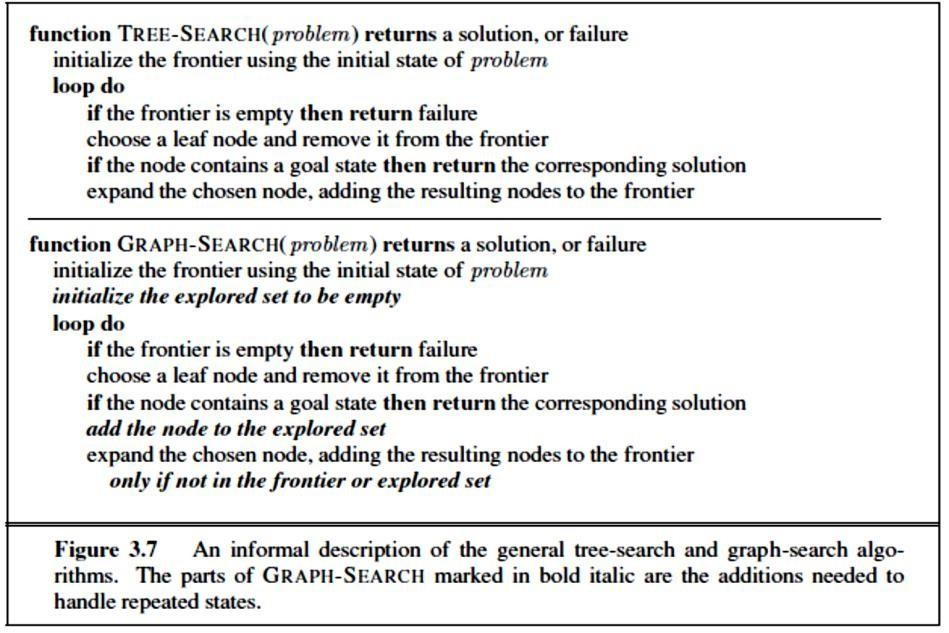 function TREE-SEARCH(problem) returns a solution, or failure
initialize the frontier using the initial state of problem
loop do
if the frontier is empty then return failure
choose a leaf node and remove it from the frontier
if the node contains a goal state then return the corresponding solution
expand the chosen node, adding the resulting nodes to the frontier
function GRAPH-SEARCH(problem) returns a solution, or failure
initialize the frontier using the initial state of problem
initialize the explored set to be empty
loop do
if the frontier is empty then return failure
choose a leaf node and remove it from the frontier
if the node contains a goal state then return the corresponding solution
add the node to the explored set
expand the chosen node, adding the resulting nodes to the frontier
only if not in the frontier or explored set
Figure 3.7 An informal description of the general tree-search and graph-search algo-
rithms. The parts of GRAPH-SEARCH marked in bold italic are the additions needed to
handle repeated states.